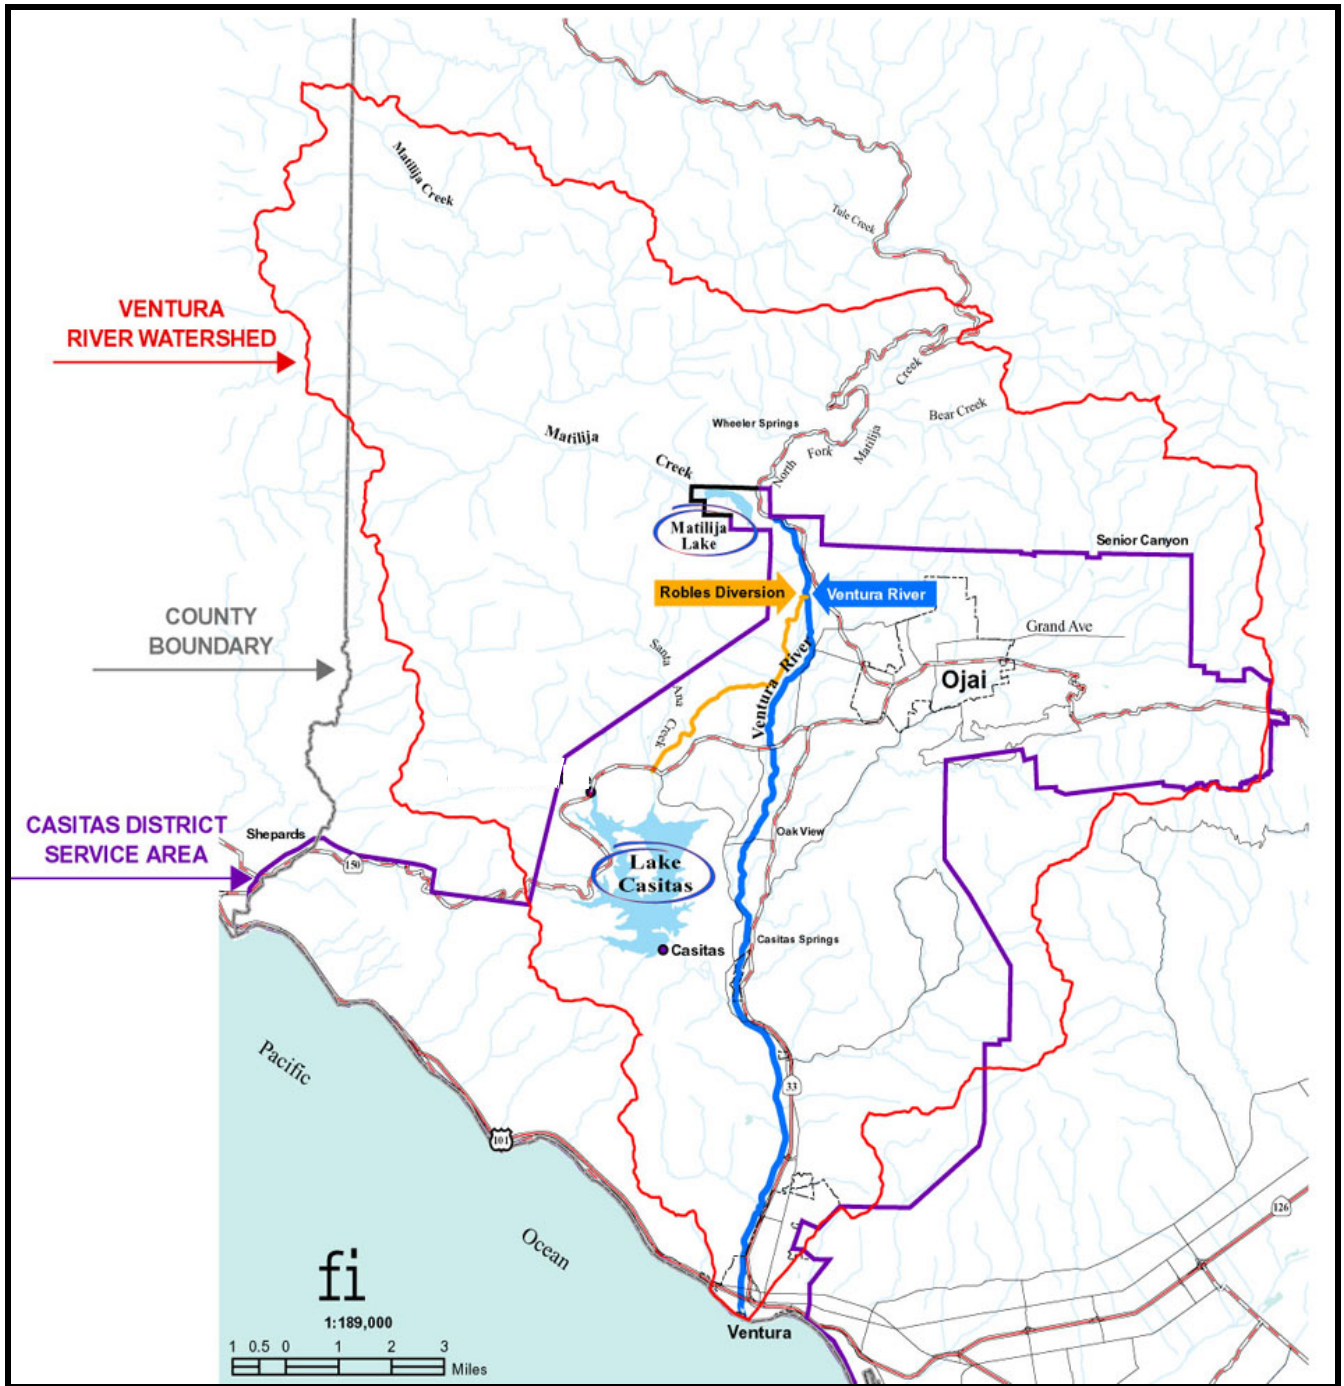 Matilija Creek
Tule Creek
VENTURA
RIVER WATERSHED
Creek
Bear Creek
Wheeler Springs
Matilija
North Fork Matilija
Creek
Matilija
Lake
Senior Canyon
Robles Diversion
Ventura River
COUNTY
BOUNDARY
Grand Ave
Santa Ana Creek
Ventura River
Ojai
CASITAS DISTRICT
SERVICE AREA
Shepards
150
Oak View
Lake
Casitas
Casitas Springs
Casitas
Pacific
33
101
126
Ocean
fi
1:189,000
1 0.5 0 1 2 3
Miles
Ventura